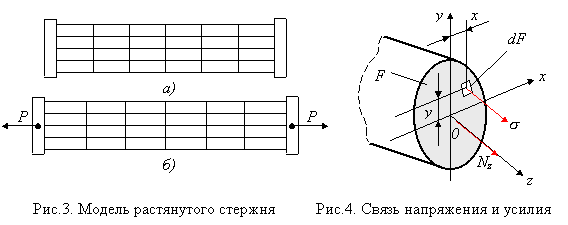 а)
P
P
б)
Рис.3. Модель растянутого стержня
y
x
dF
F
x
y
0
σ
N_z
z
Рис.4. Связь напряжения и усилия